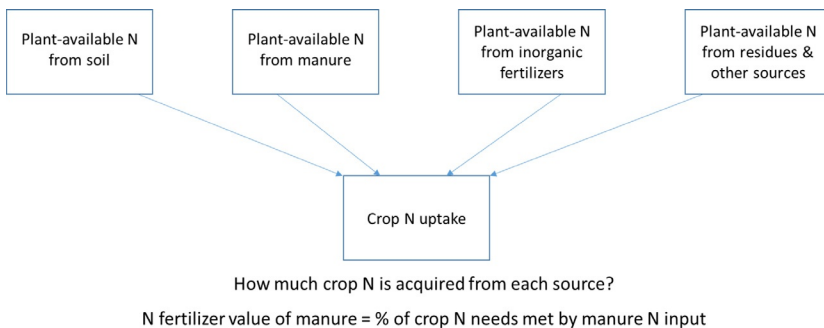 Plant-available N
from soil
Plant-available N
from manure
Plant-available N
from inorganic
fertilizers
Plant-available N
from residues &
other sources
Crop N uptake
How much crop N is acquired from each source?
N fertilizer value of manure = % of crop N needs met by manure N input